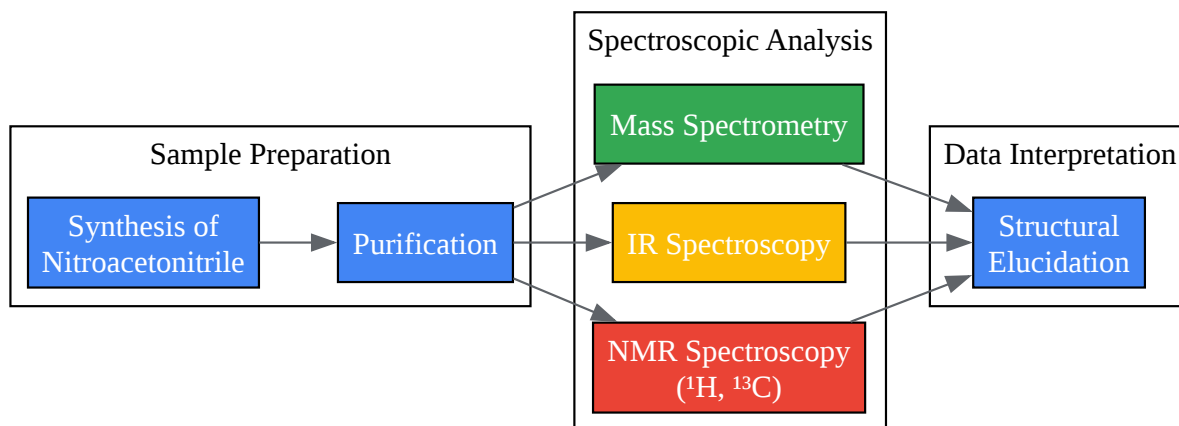 Sample Preparation
Synthesis of
Nitroacetonitrile
Purification
Spectroscopic Analysis
Mass Spectrometry
IR Spectroscopy
NMR Spectroscopy
(¹H, ¹³C)
Data Interpretation
Structural
Elucidation